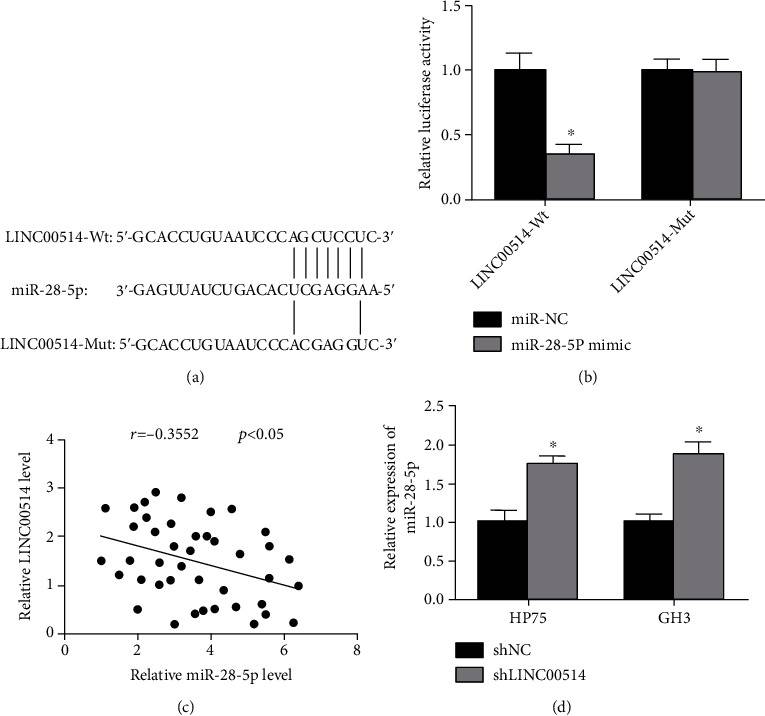 LINC00514-Wt: 5′-GCACCUGUAAUCCCAGCUCCUC-3′
miR-28-5p: 3′-GAGUUAUCUGACACUCGAGGAA-5′
LINC00514-Mut: 5′-GCACCUGUAAUCCCACGAGGUC-3′
(a)
Relative luciferase activity
1.5
1.0
0.5
0.0
*
LINC00514-Wt
LINC00514-Mut
miR-NC
miR-28-5P mimic
(b)
r=–0.3552 p<0.05
Relative LINC00514 level
4
3
2
1
0
0 2 4 6 8
Relative miR-28-5p level
(c)
Relative expression of
miR-28-5p
2.5
2.0
1.5
1.0
0.5
0.0
* *
HP75 GH3
shNC
shLINC00514
(d)